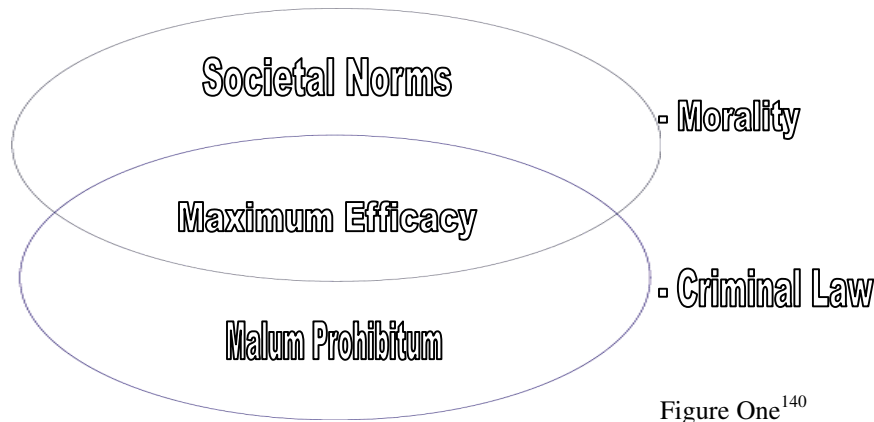 Societal Norms
- Morality
Maximum Efficacy
- Criminal Law
Malum Prohibitum
Figure One140